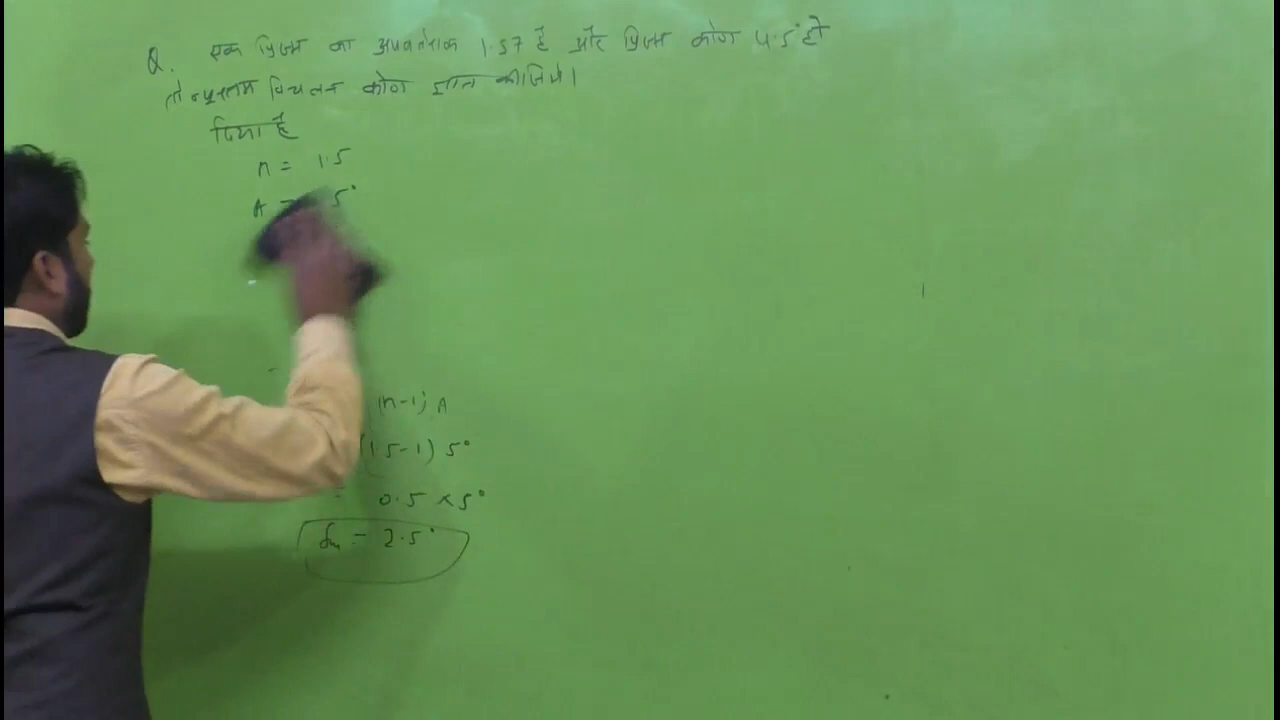 Q. एक प्रिज्म का अपवर्तनांक 1.57 है और प्रिज्म कोण 4.5° हो
तो न्यूनतम विचलन कोण ज्ञात कीजिये।
दिया है
n = 1.5
A = 5°
(n-1) A
(1.5-1) 5°
= 0.5 × 5°
δm = 2.5°